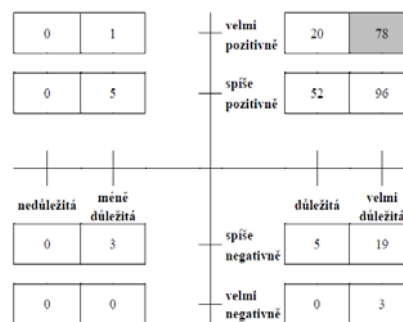 0 1 velmi pozitivně 20 78
0 5 spíše pozitivně 52 96
nedůležitá méně důležitá důležitá velmi důležitá
0 3 spíše negativně 5 19
0 0 velmi negativně 0 3